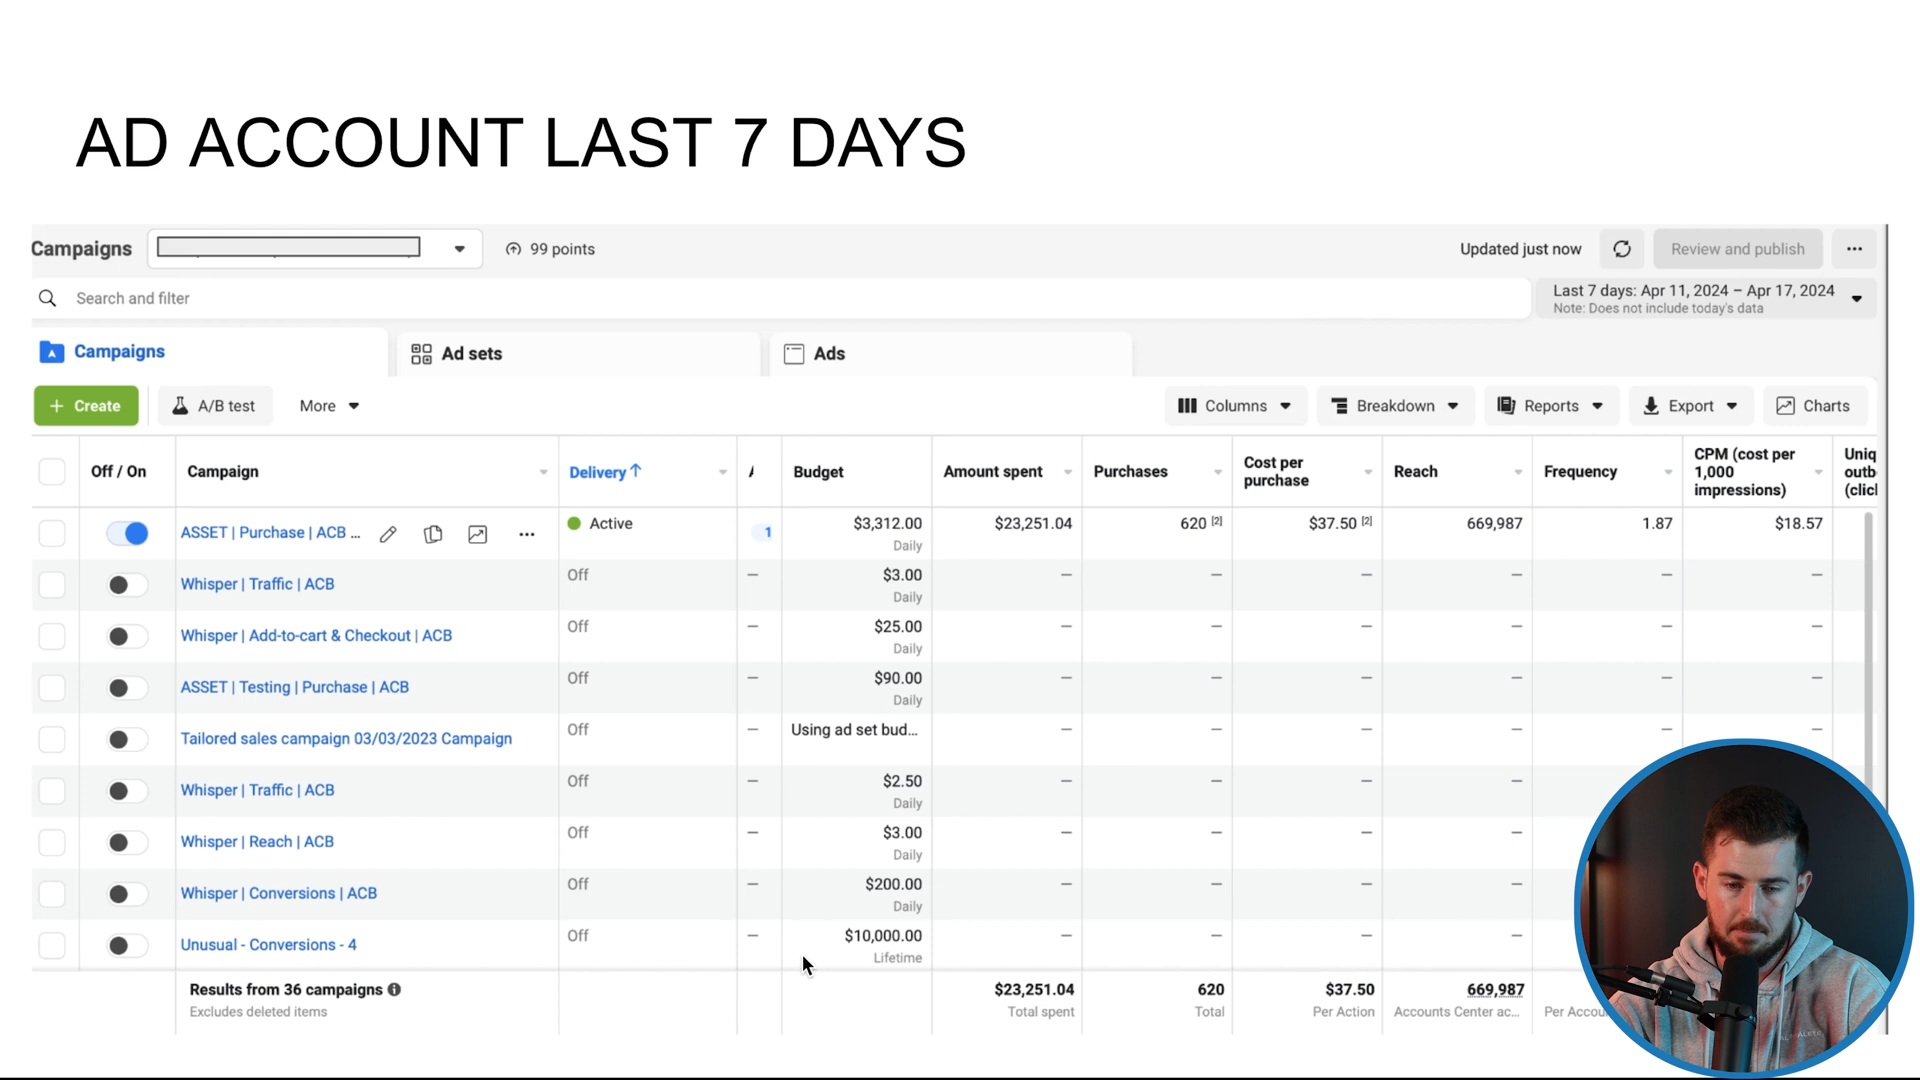 AD ACCOUNT LAST 7 DAYS
Campaigns
99 points
Updated just now
Review and publish
Search and filter
Last 7 days: Apr 11, 2024 – Apr 17, 2024
Note: Does not include today's data
Campaigns
Ad sets
Ads
+ Create
A/B test
More
Columns
Breakdown
Reports
Export
Charts
Off / On
Campaign
Delivery ↑
Budget
Amount spent
Purchases
Cost per
purchase
Reach
Frequency
CPM (cost per
1,000
impressions)
ASSET | Purchase | ACB ...
Active
1
$3,312.00
Daily
$23,251.04
620 [2]
$37.50 [2]
669,987
1.87
$18.57
Whisper | Traffic | ACB
Off
—
$3.00
Daily
—
—
—
—
—
—
Whisper | Add-to-cart & Checkout | ACB
Off
—
$25.00
Daily
—
—
—
—
—
—
ASSET | Testing | Purchase | ACB
Off
—
$90.00
Daily
—
—
—
—
—
—
Tailored sales campaign 03/03/2023 Campaign
Off
—
Using ad set bud...
—
—
—
—
—
—
Whisper | Traffic | ACB
Off
—
$2.50
Daily
—
—
—
—
—
—
Whisper | Reach | ACB
Off
—
$3.00
Daily
—
—
—
—
—
Whisper | Conversions | ACB
Off
—
$200.00
Daily
—
—
—
—
Unusual - Conversions - 4
Off
—
$10,000.00
Lifetime
—
—
—
—
Results from 36 campaigns
Excludes deleted items
$23,251.04
Total spent
620
Total
$37.50
Per Action
669,987
Accounts Center ac...
Per